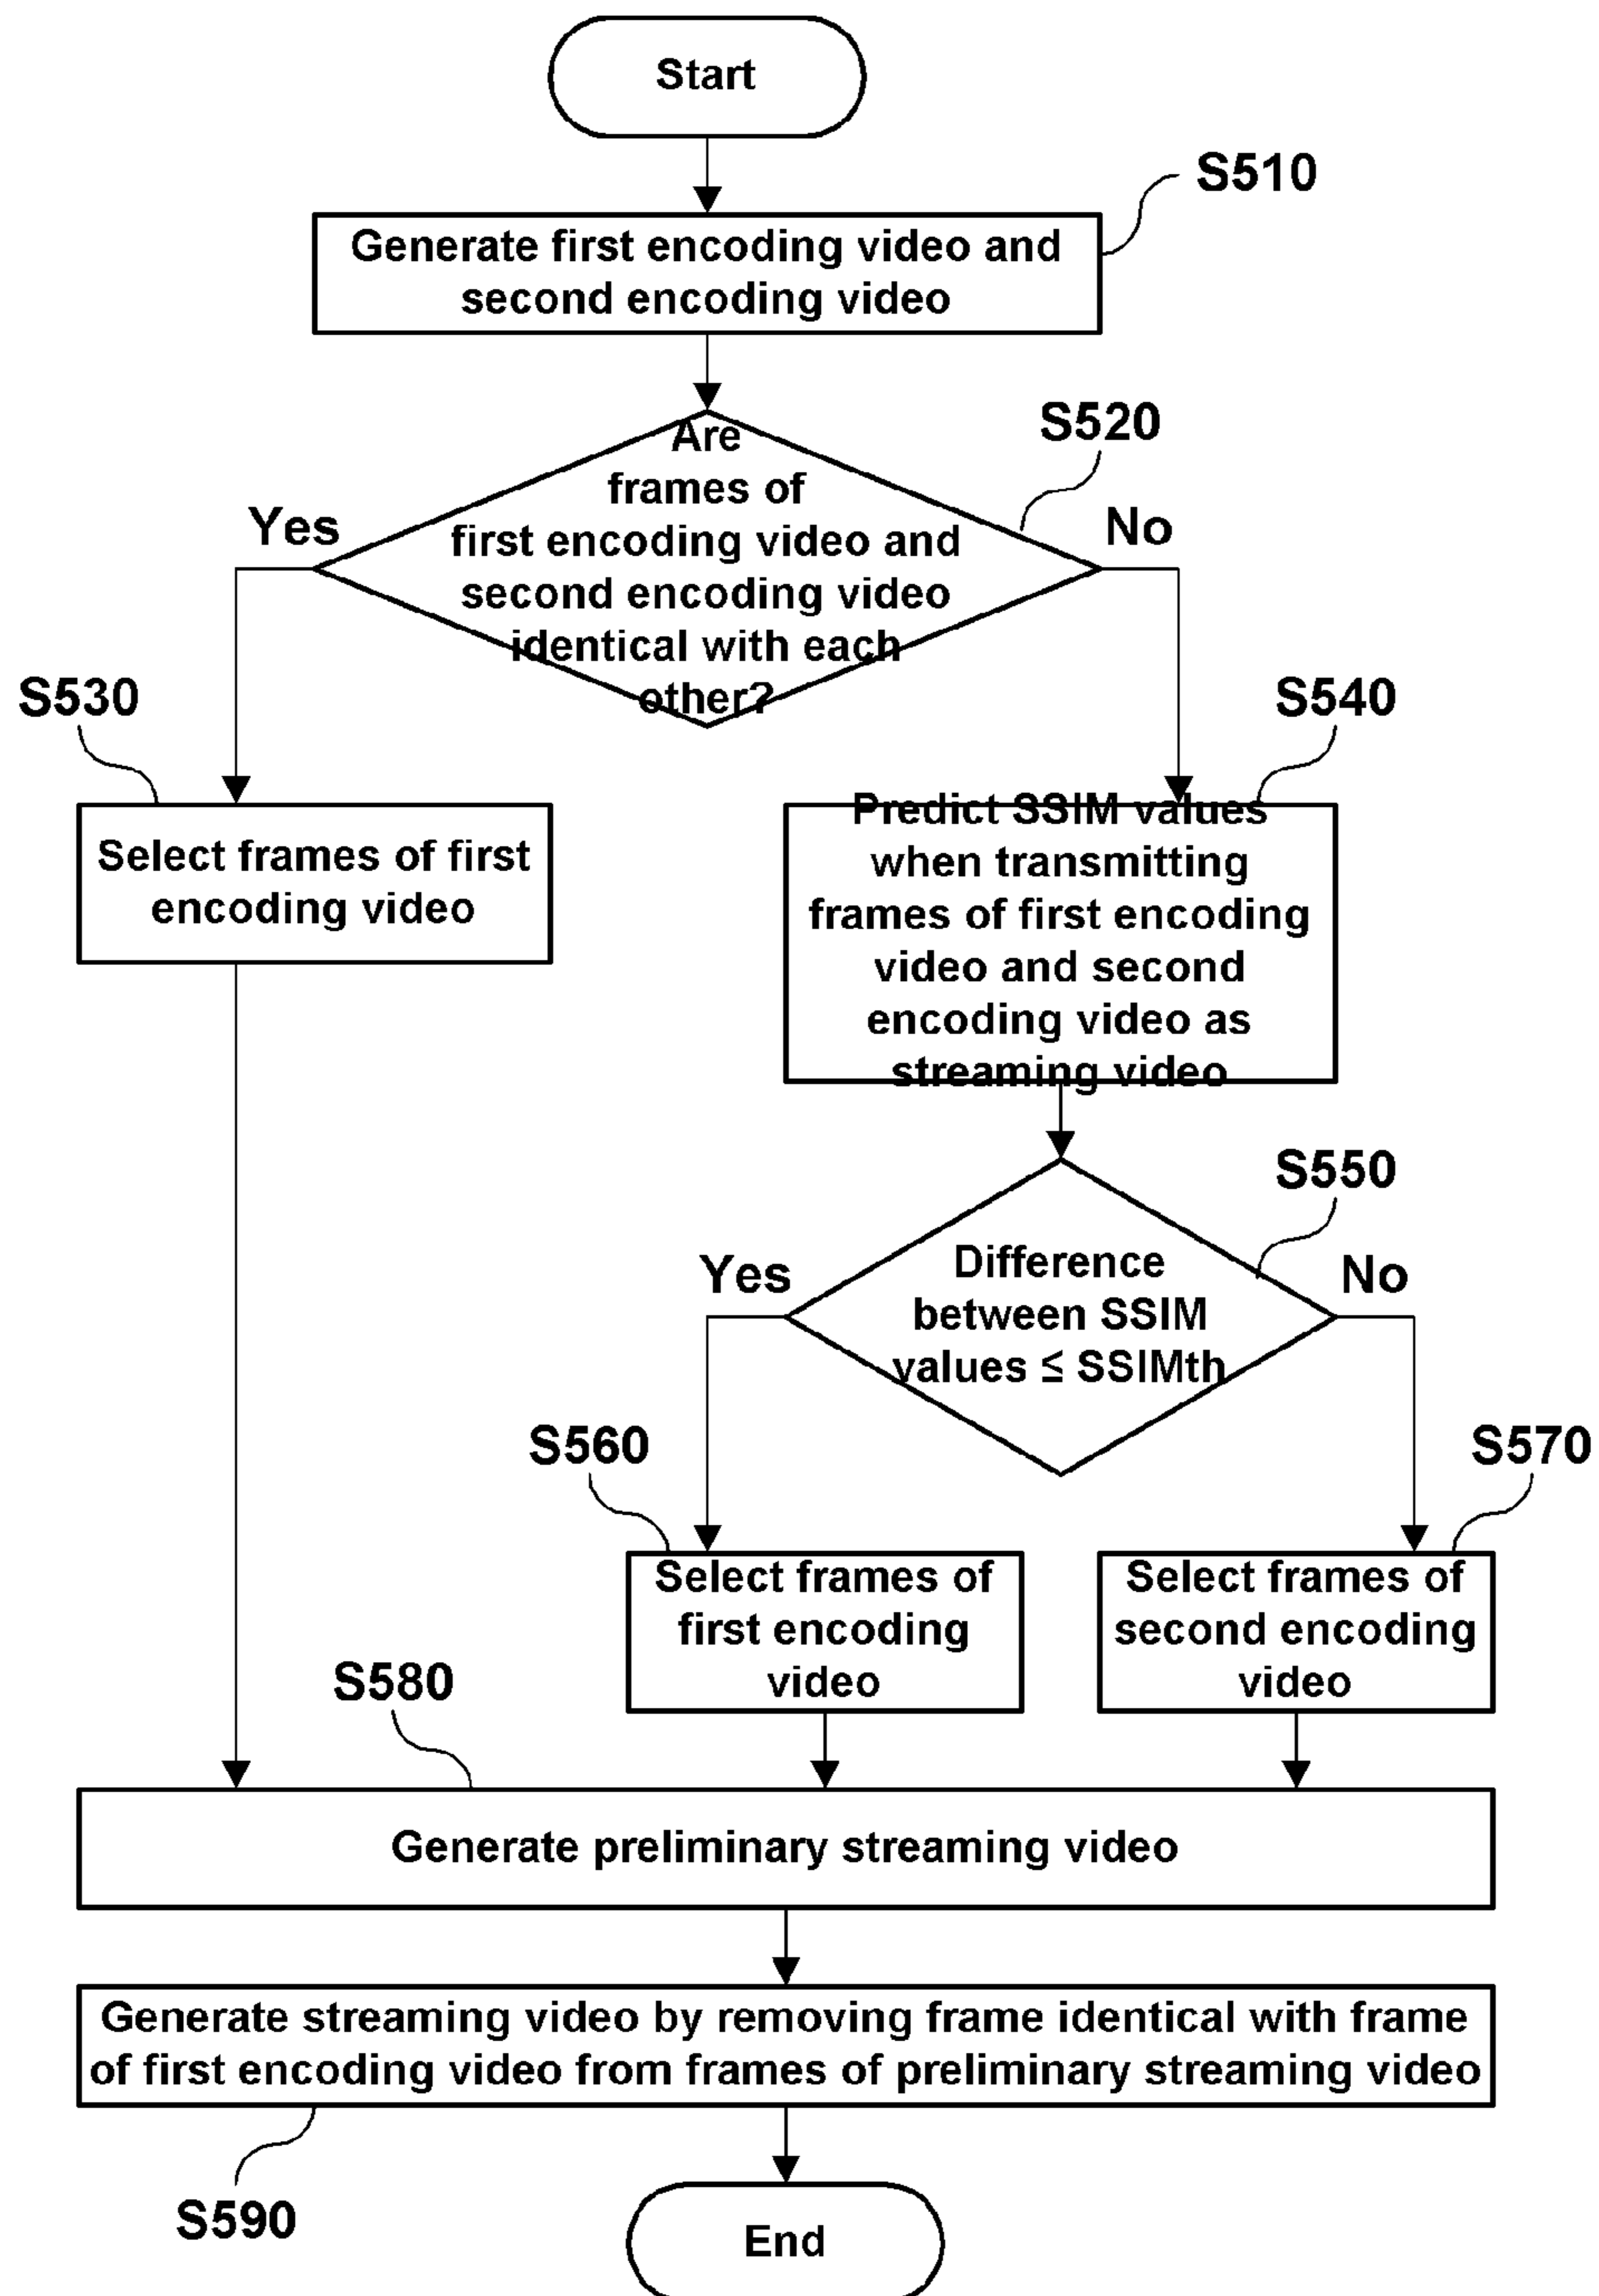 Start
S510
Generate first encoding video and
second encoding video
S520
Are
frames of
first encoding video and
second encoding video
identical with each
other?
Yes
No
S530
S540
Select frames of first
encoding video
Predict SSIM values
when transmitting
frames of first encoding
video and second
encoding video as
streaming video
S550
Difference
between SSIM
values ≤ SSIMth
Yes
No
S560
S570
Select frames of
first encoding
video
Select frames of
second encoding
video
S580
Generate preliminary streaming video
Generate streaming video by removing frame identical with frame
of first encoding video from frames of preliminary streaming video
S590
End